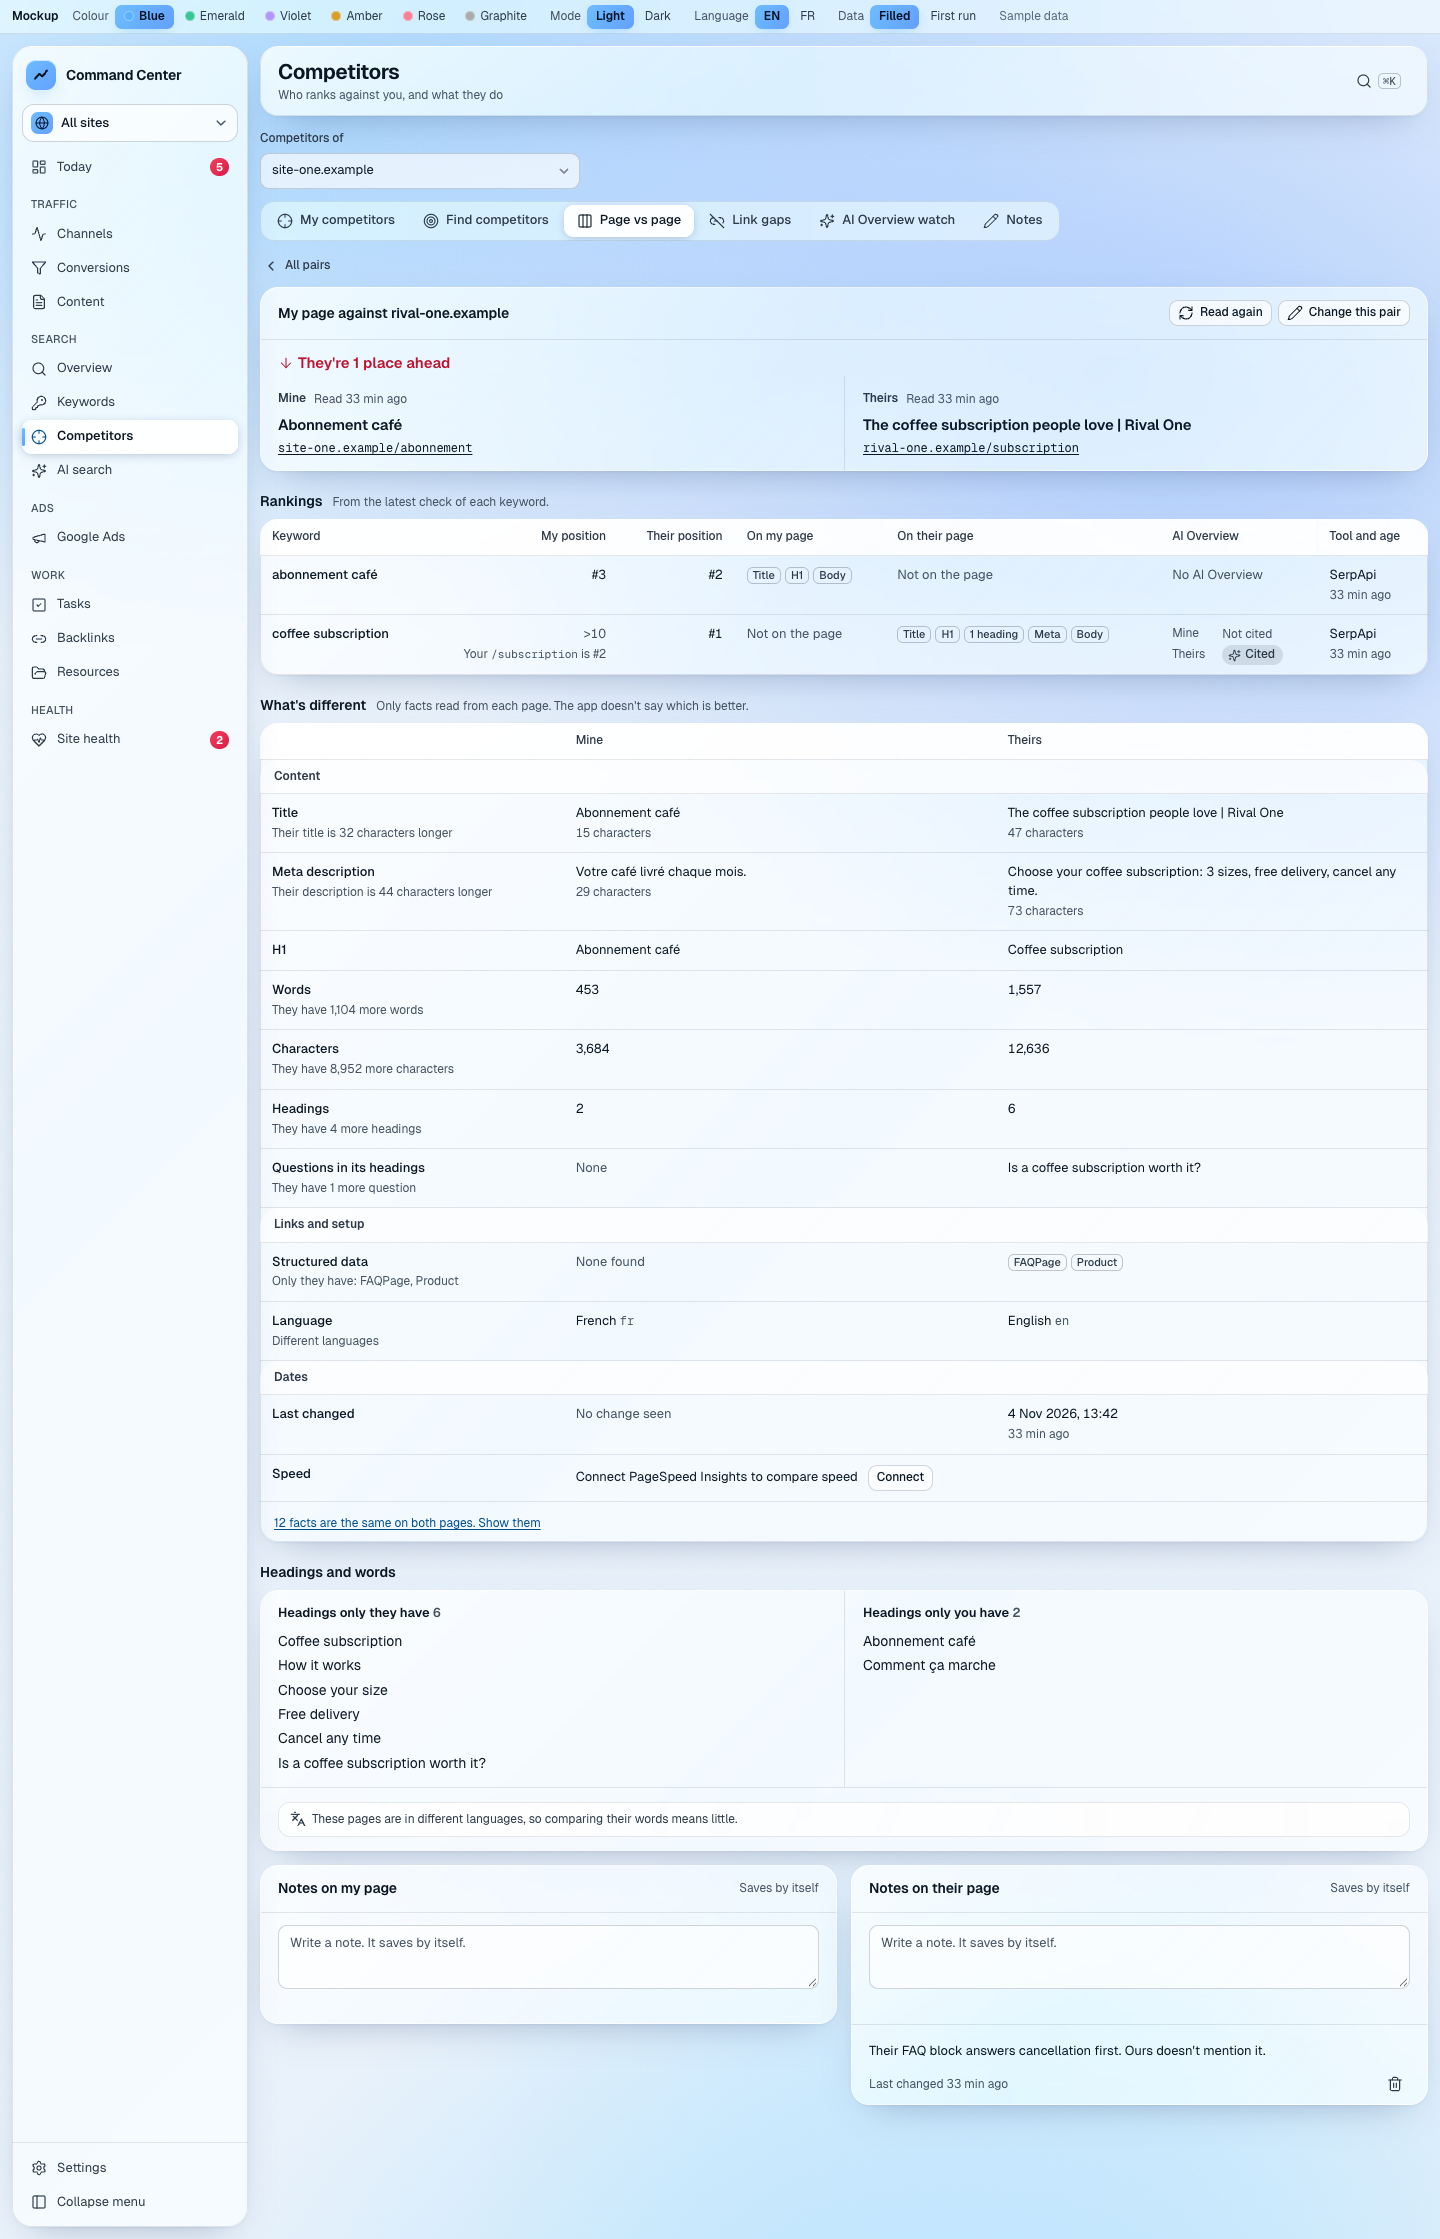 Mockup Colour Blue Emerald Violet Amber Rose Graphite Mode Light Dark Language EN FR Data Filled First run Sample data
Command Center
All sites
Today 5
TRAFFIC
Channels
Conversions
Content
SEARCH
Overview
Keywords
Competitors
AI search
ADS
Google Ads
WORK
Tasks
Backlinks
Resources
HEALTH
Site health 2
Settings
Collapse menu
Competitors
Who ranks against you, and what they do
⌘K
Competitors of
site-one.example
My competitors Find competitors Page vs page Link gaps AI Overview watch Notes
All pairs
My page against rival-one.example Read again Change this pair
They're 1 place ahead
Mine Read 33 min ago
Abonnement café
site-one.example/abonnement
Theirs Read 33 min ago
The coffee subscription people love | Rival One
rival-one.example/subscription
Rankings From the latest check of each keyword.
Keyword My position Their position On my page On their page AI Overview Tool and age
abonnement café #3 #2 Title H1 Body Not on the page No AI Overview SerpApi
33 min ago
coffee subscription >10 #1 Not on the page Title H1 1 heading Meta Body Mine Not cited SerpApi
Your /subscription is #2 Theirs Cited 33 min ago
What's different Only facts read from each page. The app doesn't say which is better.
Mine Theirs
Content
Title Abonnement café The coffee subscription people love | Rival One
Their title is 32 characters longer 15 characters 47 characters
Meta description Votre café livré chaque mois. Choose your coffee subscription: 3 sizes, free delivery, cancel any
Their description is 44 characters longer 29 characters time.
73 characters
H1 Abonnement café Coffee subscription
Words 453 1,557
They have 1,104 more words
Characters 3,684 12,636
They have 8,952 more characters
Headings 2 6
They have 4 more headings
Questions in its headings None Is a coffee subscription worth it?
They have 1 more question
Links and setup
Structured data None found FAQPage Product
Only they have: FAQPage, Product
Language French fr English en
Different languages
Dates
Last changed No change seen 4 Nov 2026, 13:42
33 min ago
Speed Connect PageSpeed Insights to compare speed Connect
12 facts are the same on both pages. Show them
Headings and words
Headings only they have 6
Coffee subscription
How it works
Choose your size
Free delivery
Cancel any time
Is a coffee subscription worth it?
Headings only you have 2
Abonnement café
Comment ça marche
These pages are in different languages, so comparing their words means little.
Notes on my page Saves by itself
Write a note. It saves by itself.
Notes on their page Saves by itself
Write a note. It saves by itself.
Their FAQ block answers cancellation first. Ours doesn't mention it.
Last changed 33 min ago